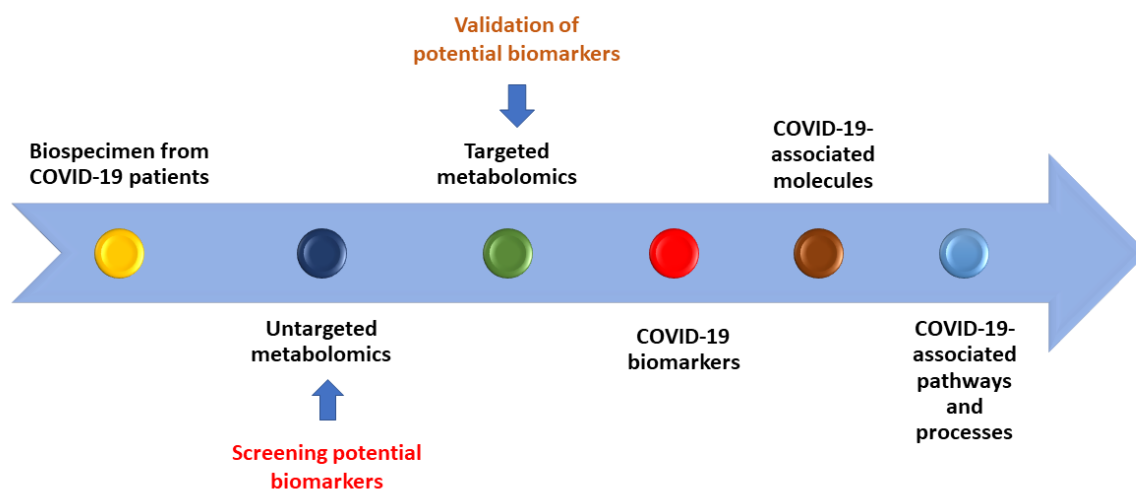 Validation of
potential biomarkers
Biospecimen from
COVID-19 patients
Targeted
metabolomics
COVID-19-
associated
molecules
Untargeted
metabolomics
COVID-19
biomarkers
COVID-19-
associated
pathways
and
processes
Screening potential
biomarkers